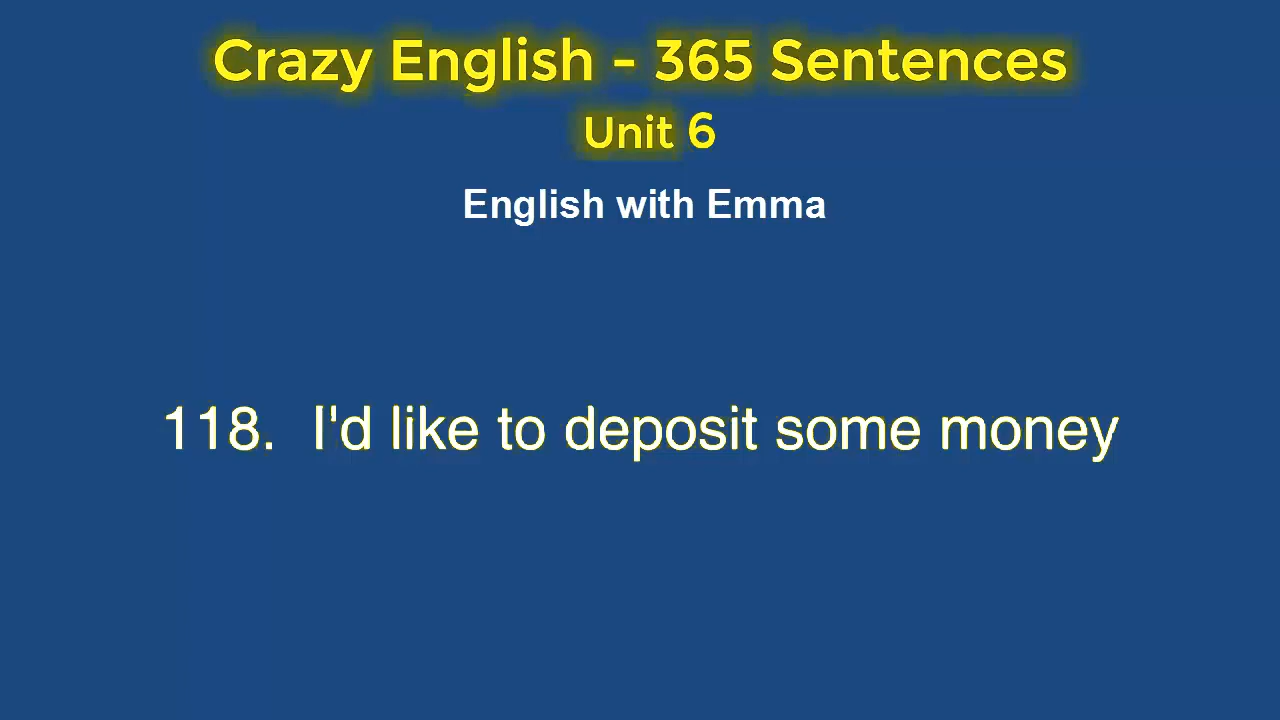 Crazy English - 365 Sentences
Unit 6
English with Emma
118. I'd like to deposit some money